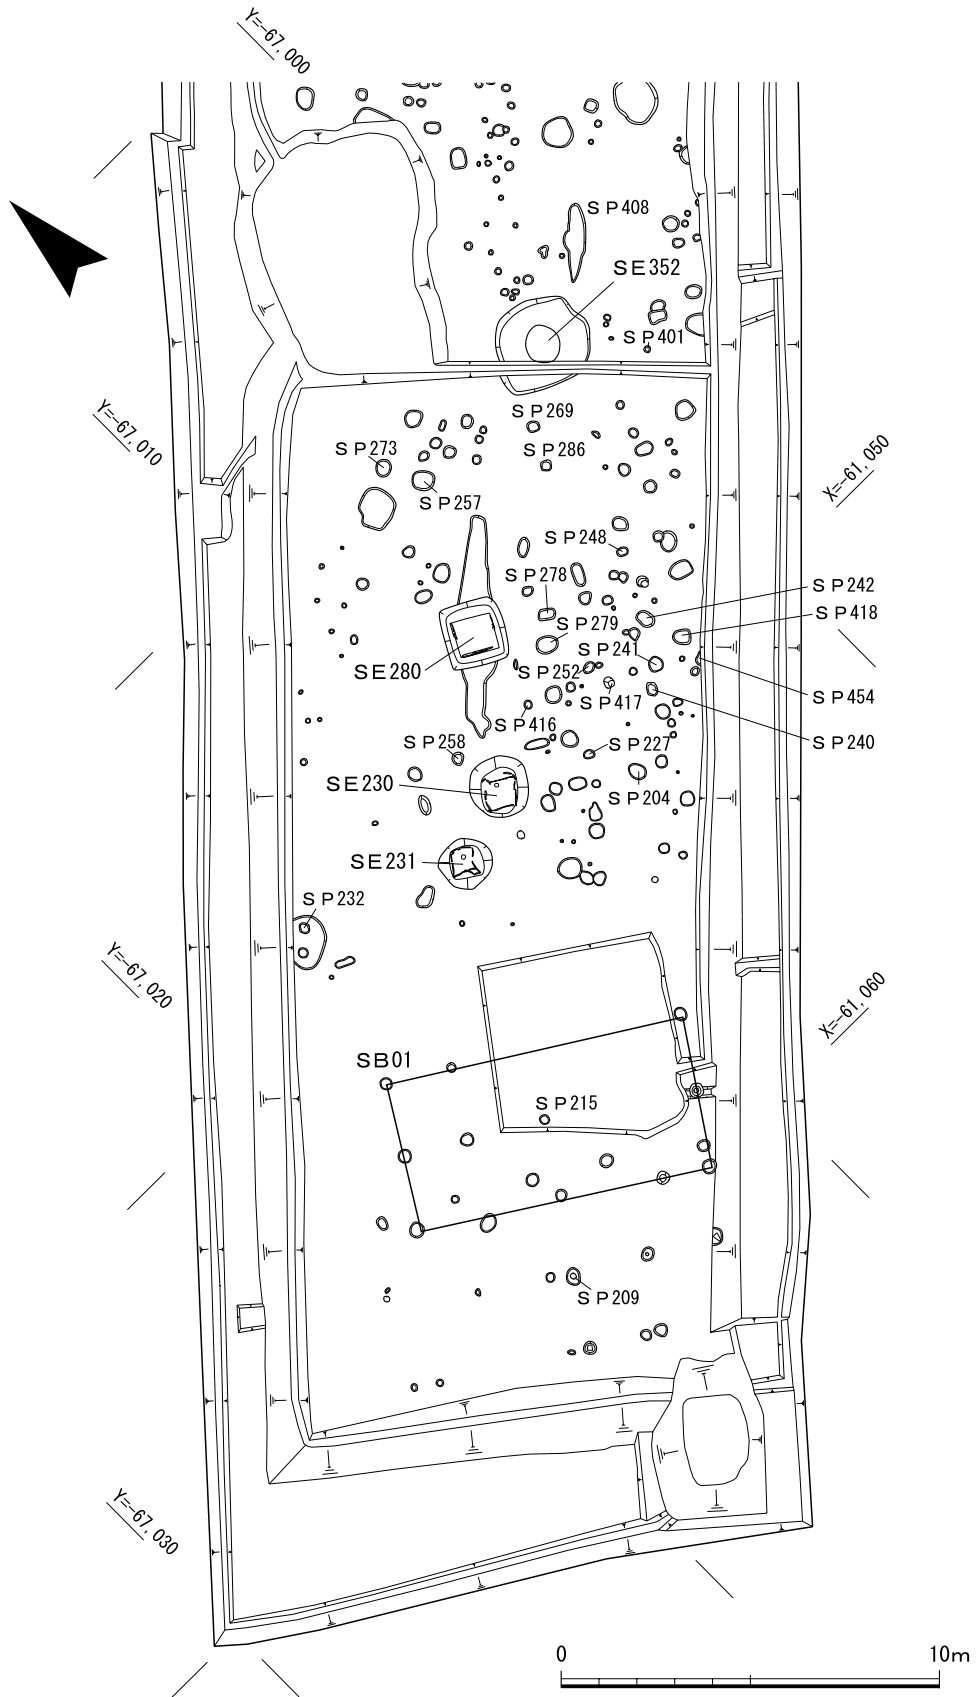 Y=-67,000
SP408
SE352
SP401
Y=-67,010
SP269
SP273
SP286
X=-61,050
SP257
SP248
SP278
SP242
SP418
SP279
SP241
SE280
SP252
SP417
SP454
SP416
SP258
SP227
SP240
SE230
SP204
SE231
SP232
Y=-67,020
X=-61,060
SB01
SP215
SP209
Y=-67,030
0
10m